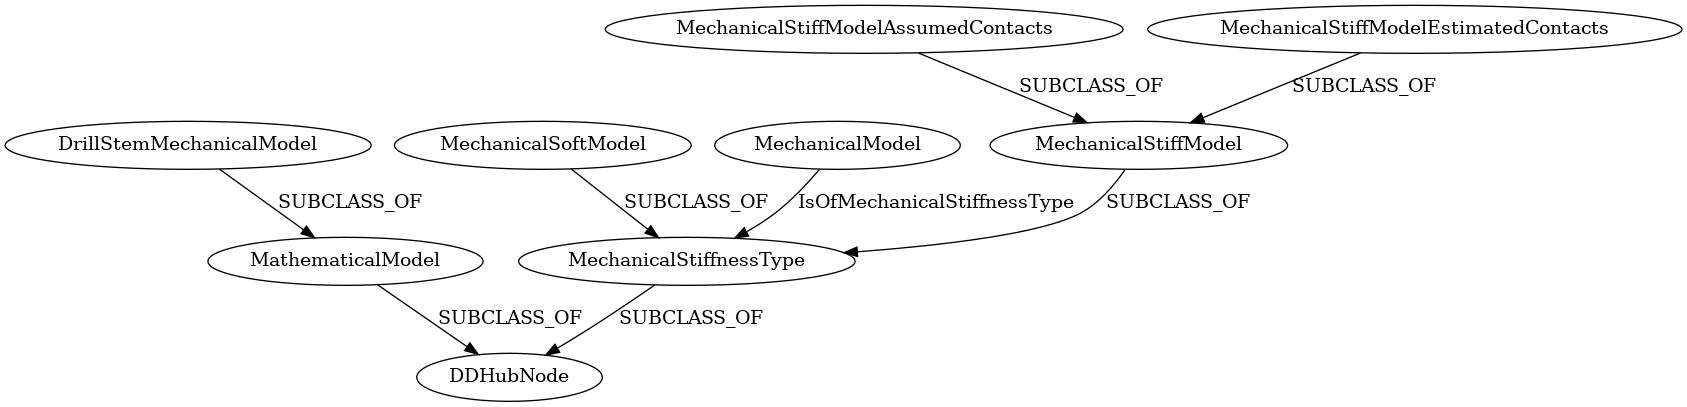 MechanicalStiffModelAssumedContacts
MechanicalStiffModelEstimatedContacts
SUBCLASS_OF
SUBCLASS_OF
DrillStemMechanicalModel
MechanicalSoftModel
MechanicalModel
MechanicalStiffModel
SUBCLASS_OF
SUBCLASS_OF
IsOfMechanicalStiffnessType
SUBCLASS_OF
MathematicalModel
MechanicalStiffnessType
SUBCLASS_OF
SUBCLASS_OF
DDHubNode